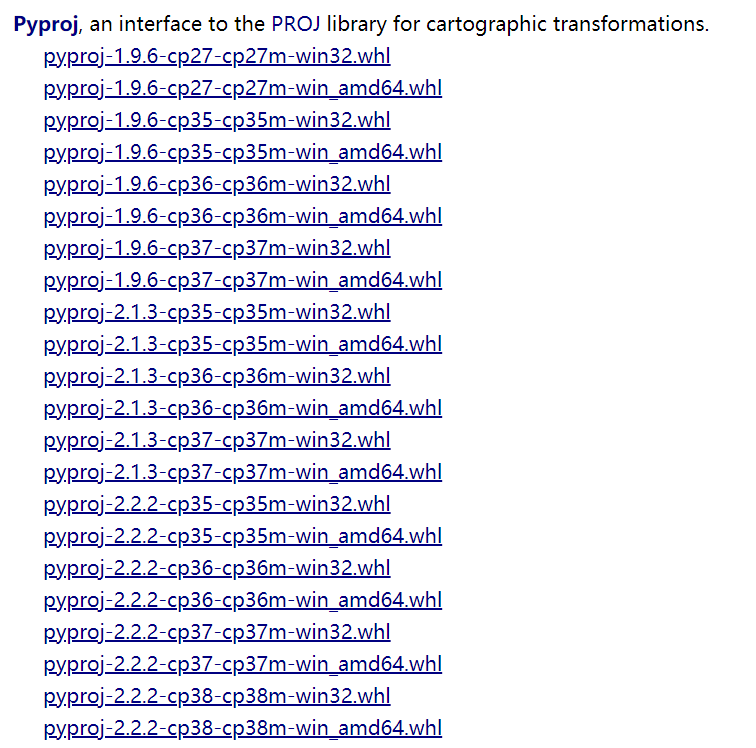 Pyproj, an interface to the PROJ library for cartographic transformations.
pyproj-1.9.6-cp27-cp27m-win32.whl
pyproj-1.9.6-cp27-cp27m-win_amd64.whl
pyproj-1.9.6-cp35-cp35m-win32.whl
pyproj-1.9.6-cp35-cp35m-win_amd64.whl
pyproj-1.9.6-cp36-cp36m-win32.whl
pyproj-1.9.6-cp36-cp36m-win_amd64.whl
pyproj-1.9.6-cp37-cp37m-win32.whl
pyproj-1.9.6-cp37-cp37m-win_amd64.whl
pyproj-2.1.3-cp35-cp35m-win32.whl
pyproj-2.1.3-cp35-cp35m-win_amd64.whl
pyproj-2.1.3-cp36-cp36m-win32.whl
pyproj-2.1.3-cp36-cp36m-win_amd64.whl
pyproj-2.1.3-cp37-cp37m-win32.whl
pyproj-2.1.3-cp37-cp37m-win_amd64.whl
pyproj-2.2.2-cp35-cp35m-win32.whl
pyproj-2.2.2-cp35-cp35m-win_amd64.whl
pyproj-2.2.2-cp36-cp36m-win32.whl
pyproj-2.2.2-cp36-cp36m-win_amd64.whl
pyproj-2.2.2-cp37-cp37m-win32.whl
pyproj-2.2.2-cp37-cp37m-win_amd64.whl
pyproj-2.2.2-cp38-cp38m-win32.whl
pyproj-2.2.2-cp38-cp38m-win_amd64.whl